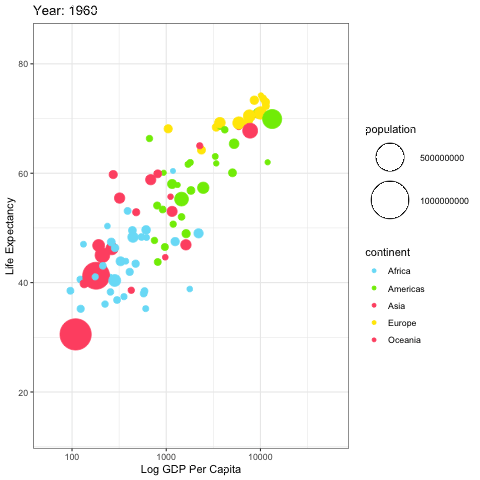 Year: 1960
80
60
40
20
Life Expectancy
100
1000
10000
Log GDP Per Capita
population
500000000
1000000000
continent
Africa
Americas
Asia
Europe
Oceania